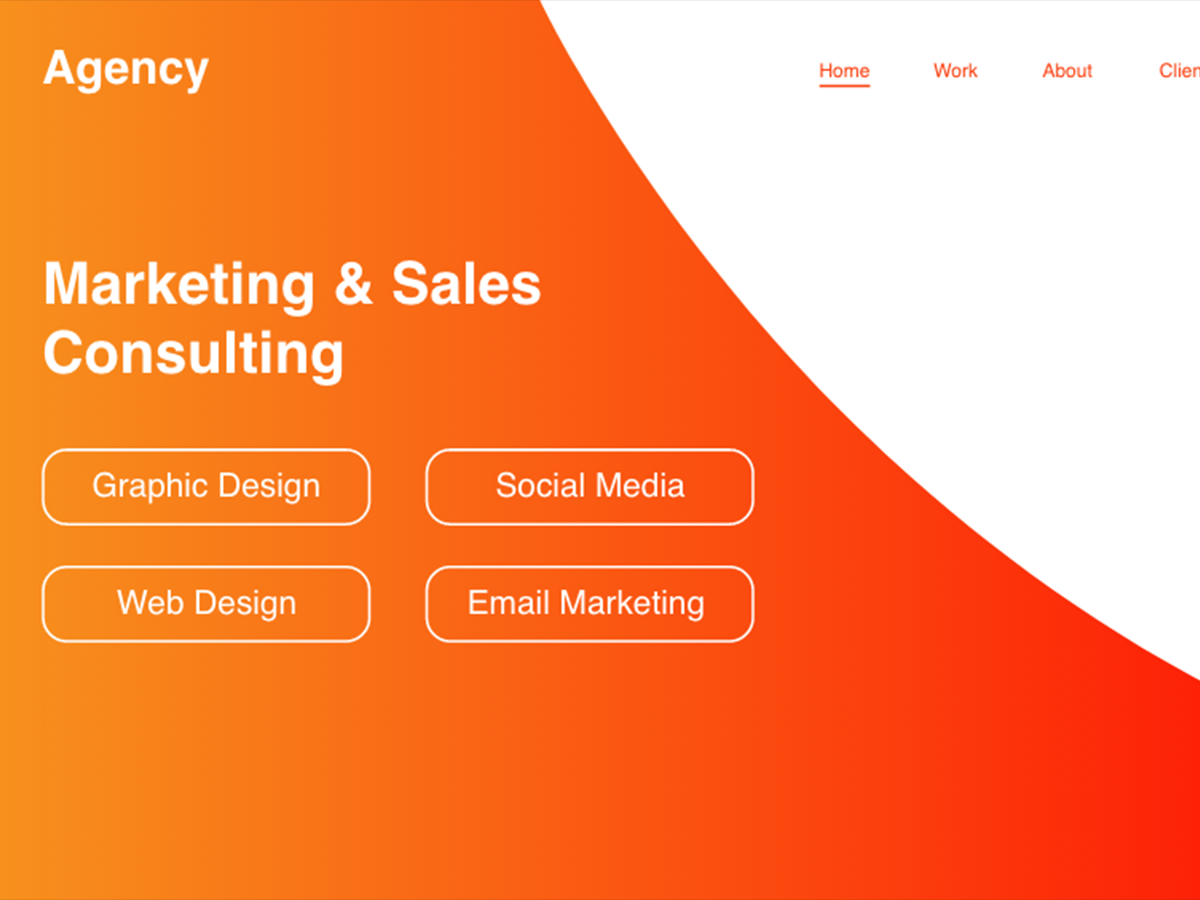 Agency
Home Work About Clien
Marketing & Sales
Consulting
Graphic Design Social Media
Web Design Email Marketing